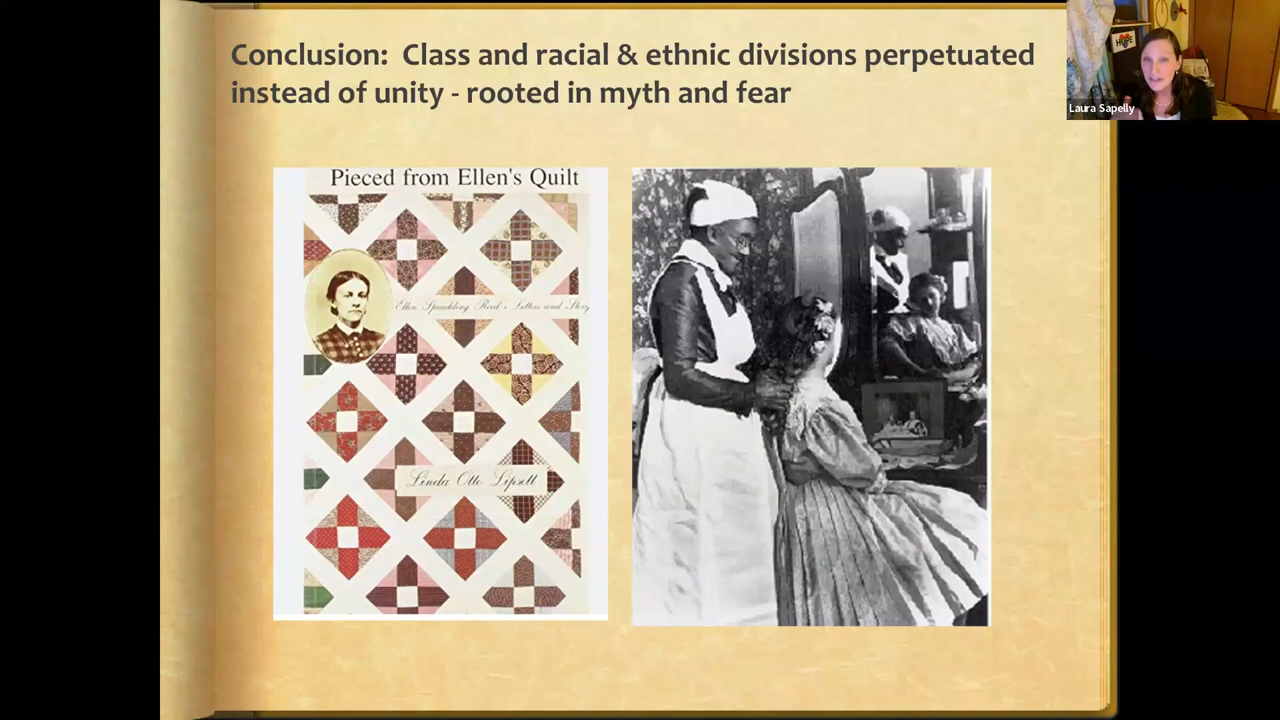 Conclusion:  Class and racial & ethnic divisions perpetuated
instead of unity - rooted in myth and fear
Laura Sapelly
HOPE
Pieced from Ellen's Quilt
Ellen Spaulding Reed's Letters and Story
Linda Otto Lipsett